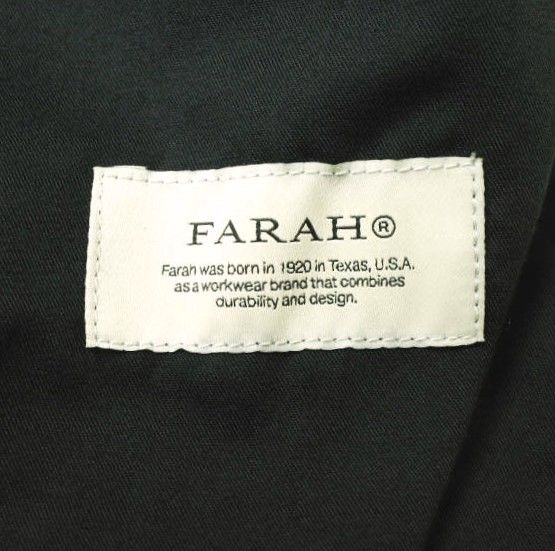 FARAH®
Farah was born in 1920 in Texas, U.S.A.
as a workwear brand that combines
durability and design.